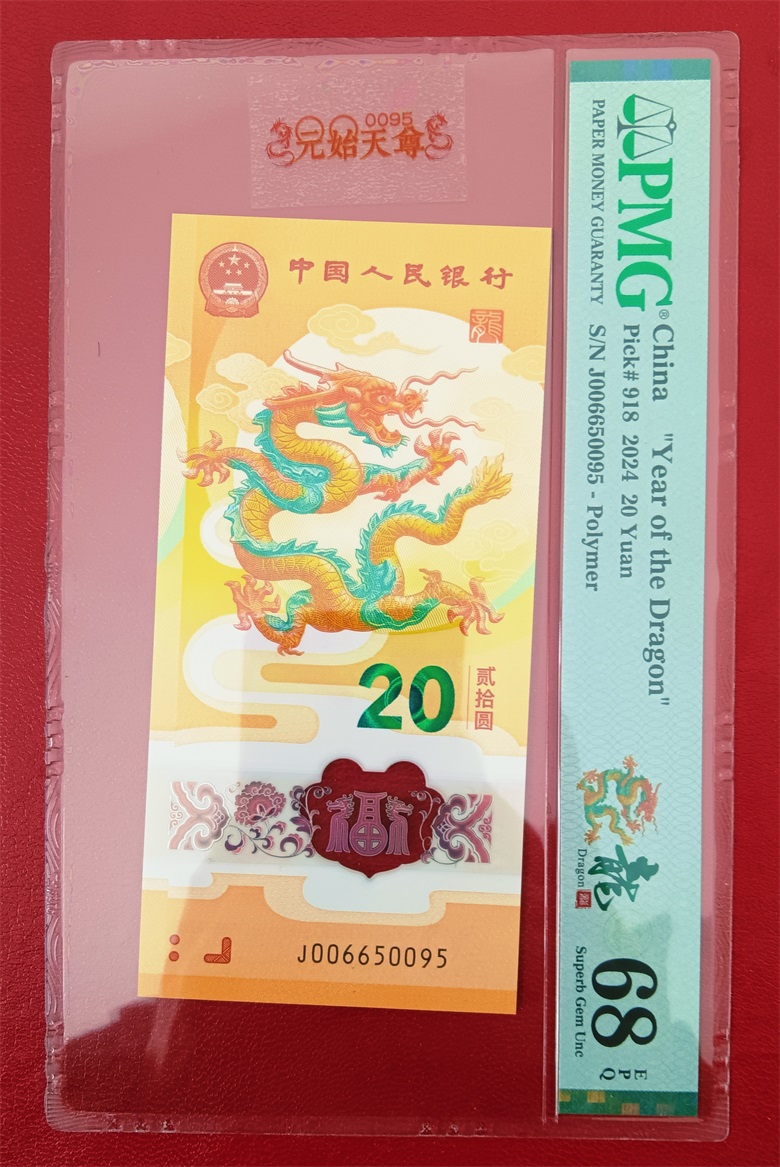 0095
元始天尊
中国人民银行
龍
20
贰拾圆
福
J006650095
PMG®
PAPER MONEY GUARANTY
China "Year of the Dragon"
Pick# 918 2024 20 Yuan
S/N J006650095 - Polymer
龍
Dragon
68
EPQ
Superb Gem Unc